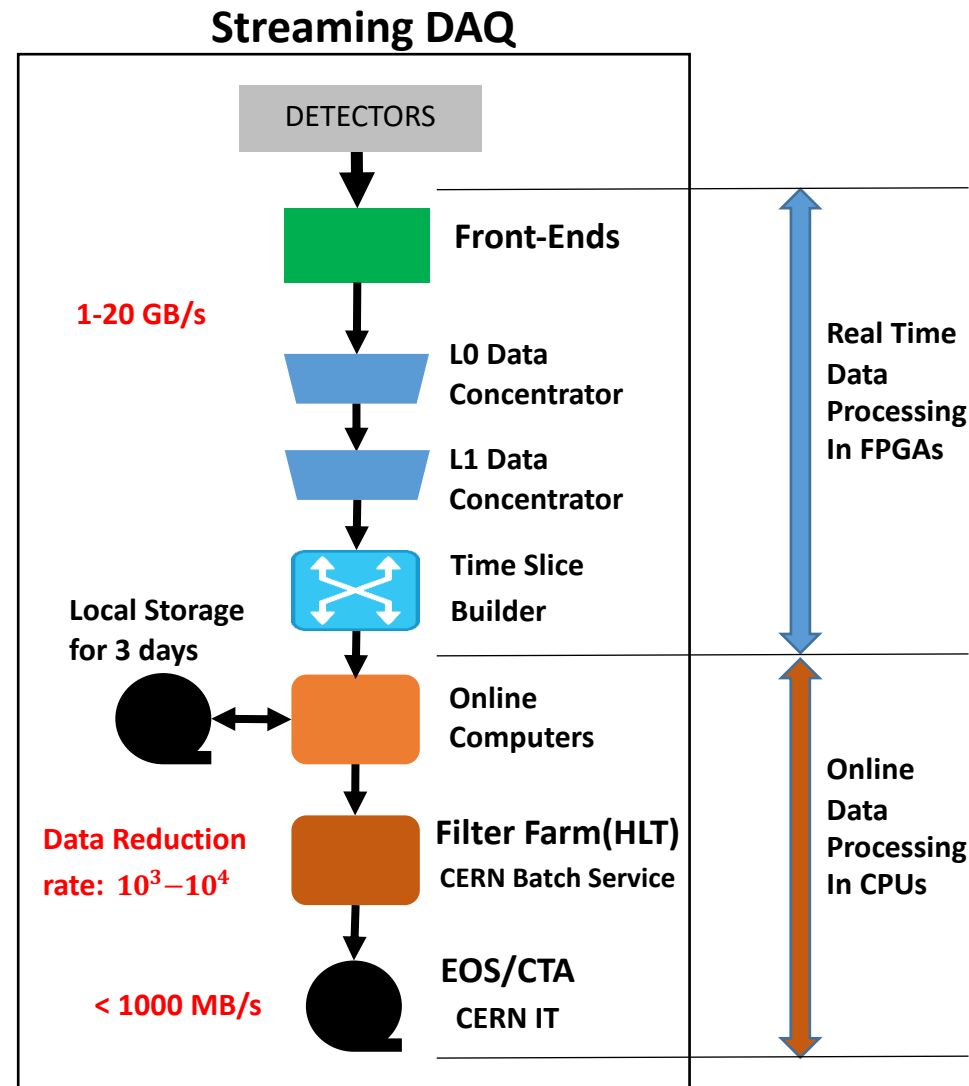 Streaming DAQ
DETECTORS
Front-Ends
1-20 GB/s
L0 Data
Concentrator
L1 Data
Concentrator
Time Slice
Builder
Local Storage
for 3 days
Online
Computers
Data Reduction
rate: 10³–10⁴
Filter Farm(HLT)
CERN Batch Service
EOS/CTA
CERN IT
< 1000 MB/s
Real Time
Data
Processing
In FPGAs
Online
Data
Processing
In CPUs